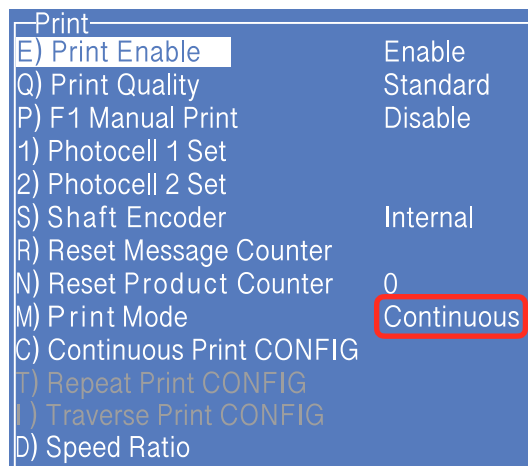 Print
E) Print Enable Enable
Q) Print Quality Standard
P) F1 Manual Print Disable
1) Photocell 1 Set
2) Photocell 2 Set
S) Shaft Encoder Internal
R) Reset Message Counter
N) Reset Product Counter 0
M) Print Mode Continuous
C) Continuous Print CONFIG
T) Repeat Print CONFIG
I ) Traverse Print CONFIG
D) Speed Ratio